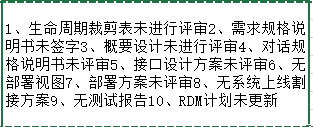 1、生命周期裁剪表未进行评审2、需求规格说
明书未签字3、概要设计未进行评审4、对话规
格说明书未评审5、接口设计方案未评审6、无
部署视图7、部署方案未评审8、无系统上线割
接方案9、无测试报告10、RDM计划未更新